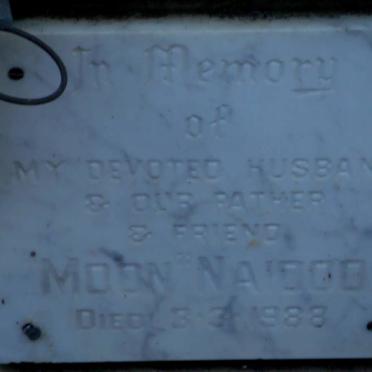 In Memory
of
MY DEVOTED HUSBAN
& OUR FATHER
& FRIEND
MOON" NAIDOO
DIED 3-3-1988